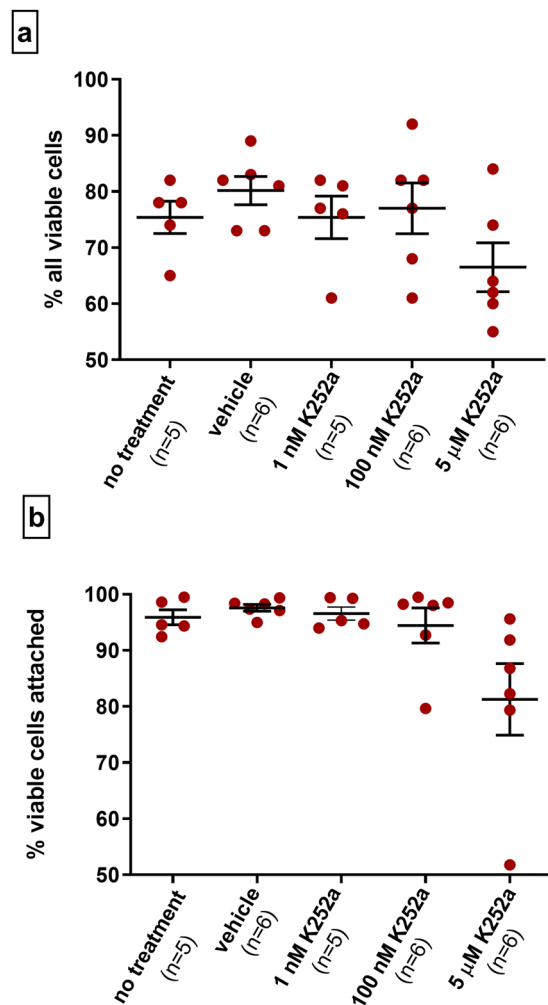 a
% all viable cells
100
90
80
70
60
50
no treatment
(n=5)
vehicle
(n=6)
1 nM K252a
(n=5)
100 nM K252a
(n=6)
5 µM K252a
(n=6)
b
% viable cells attached
100
90
80
70
60
50
no treatment
(n=5)
vehicle
(n=6)
1 nM K252a
(n=5)
100 nM K252a
(n=6)
5 µM K252a
(n=6)